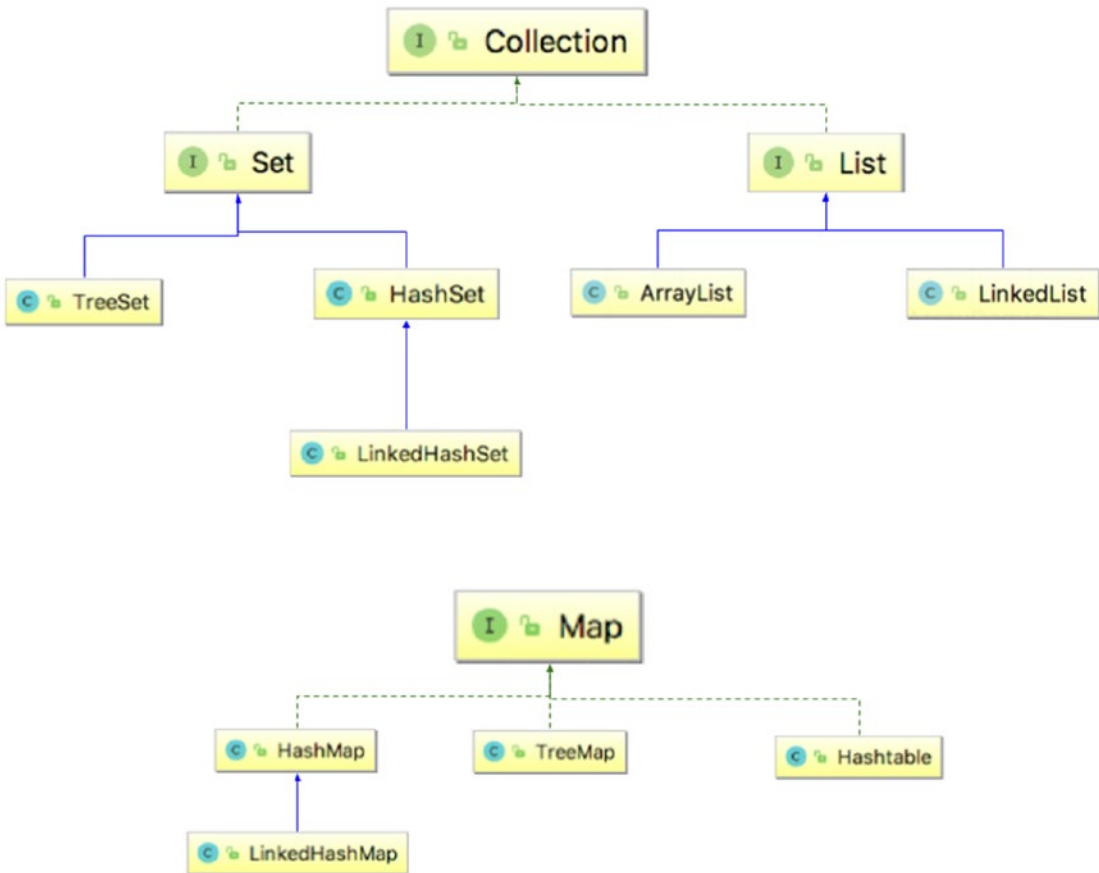 I Collection
I Set
I List
C TreeSet
C HashSet
C ArrayList
C LinkedList
C LinkedHashSet
I Map
C HashMap
C TreeMap
C Hashtable
C LinkedHashMap